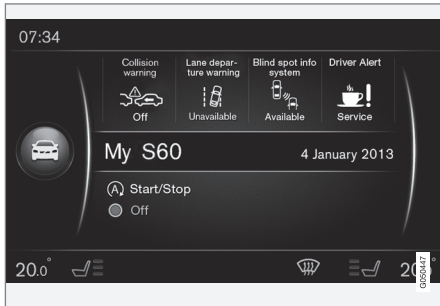 07:34
Collision warning
Off
Lane depar-
ture warning
Unavailable
Blind spot info
system
Available
Driver Alert
Service
My S60
4 January 2013
Start/Stop
Off
20.0°
20
G050447